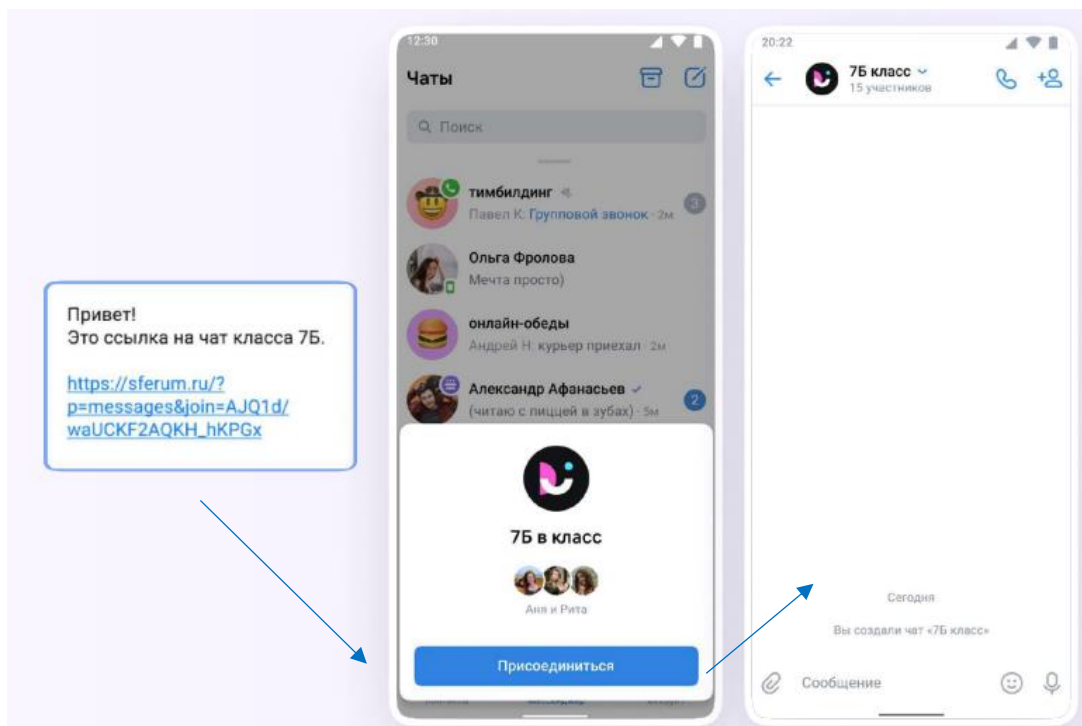 Привет!
Это ссылка на чат класса 7Б.
https://sferum.ru/?
p=messages&join=AJQ1d/
waUCKF2AQKH_hKPGx
12:30
Чаты
Поиск
тимбилдинг
Павел К: Групповой звонок · 2м
3
Ольга Фролова
Мечта просто)
онлайн-обеды
Андрей Н: курьер приехал · 2м
Александр Афанасьев
(читаю с пиццей в зубах) · 5м
2
7Б в класс
Аня и Рита
Присоединиться
20:22
7Б класс
15 участников
Сегодня
Вы создали чат «7Б класс»
Сообщение